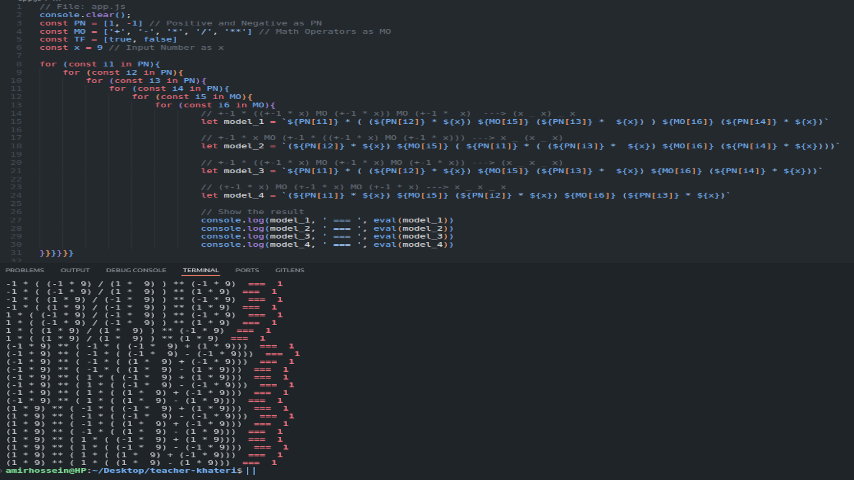 1 // File: app.js
2 console.clear();
3 const PN = [1, -1] // Positive and Negative as PN
4 const MO = ['+', '-', '*', '/', '**'] // Math Operators as MO
5 const TF = [true, false]
6 const x = 9 // Input Number as x
7
8 for (const i1 in PN){
9 for (const i2 in PN){
10 for (const i3 in PN){
11 for (const i4 in PN){
12 for (const i5 in MO){
13 for (const i6 in MO){
14 // +-1 * ((+-1 * x) MO (+-1 * x)) MO (+-1 * x) ---> (x _ x) _ x
15 let model_1 = `${PN[i1]} * ( (${PN[i2]} * ${x}) ${MO[i5]} (${PN[i3]} * ${x}) ) ${MO[i6]} (${PN[i4]} * ${x})`
16
17 // +-1 * x MO (+-1 * ((+-1 * x) MO (+-1 * x))) ---> x _ (x _ x)
18 let model_2 = `(${PN[i2]} * ${x}) ${MO[i5]} ( ${PN[i1]} * ( (${PN[i3]} * ${x}) ${MO[i6]} (${PN[i4]} * ${x})))`
19
20 // +-1 * ((+-1 * x) MO (+-1 * x) MO (+-1 * x)) ---> (x _ x _ x)
21 let model_3 = `${PN[i1]} * ( (${PN[i2]} * ${x}) ${MO[i5]} (${PN[i3]} * ${x}) ${MO[i6]} (${PN[i4]} * ${x}))`
22
23 // (+-1 * x) MO (+-1 * x) MO (+-1 * x) ---> x _ x _ x
24 let model_4 = `(${PN[i1]} * ${x}) ${MO[i5]} (${PN[i2]} * ${x}) ${MO[i6]} (${PN[i3]} * ${x})`
25
26 // Show the result
27 console.log(model_1, ' === ', eval(model_1))
28 console.log(model_2, ' === ', eval(model_2))
29 console.log(model_3, ' === ', eval(model_3))
30 console.log(model_4, ' === ', eval(model_4))
31 }}}}}}
PROBLEMS OUTPUT DEBUG CONSOLE TERMINAL PORTS GITLENS
-1 * ( (-1 * 9) / (1 * 9) ) ** (-1 * 9) === 1
-1 * ( (-1 * 9) / (1 * 9) ) ** (1 * 9) === 1
-1 * ( (1 * 9) / (-1 * 9) ) ** (-1 * 9) === 1
-1 * ( (1 * 9) / (-1 * 9) ) ** (1 * 9) === 1
1 * ( (-1 * 9) / (-1 * 9) ) ** (-1 * 9) === 1
1 * ( (-1 * 9) / (-1 * 9) ) ** (1 * 9) === 1
1 * ( (1 * 9) / (1 * 9) ) ** (-1 * 9) === 1
1 * ( (1 * 9) / (1 * 9) ) ** (1 * 9) === 1
(-1 * 9) ** ( -1 * ( (-1 * 9) + (1 * 9))) === 1
(-1 * 9) ** ( -1 * ( (-1 * 9) - (-1 * 9))) === 1
(-1 * 9) ** ( -1 * ( (1 * 9) + (-1 * 9))) === 1
(-1 * 9) ** ( -1 * ( (1 * 9) - (1 * 9))) === 1
(-1 * 9) ** ( 1 * ( (-1 * 9) + (1 * 9))) === 1
(-1 * 9) ** ( 1 * ( (-1 * 9) - (-1 * 9))) === 1
(-1 * 9) ** ( 1 * ( (1 * 9) + (-1 * 9))) === 1
(-1 * 9) ** ( 1 * ( (1 * 9) - (1 * 9))) === 1
(1 * 9) ** ( -1 * ( (-1 * 9) + (1 * 9))) === 1
(1 * 9) ** ( -1 * ( (-1 * 9) - (-1 * 9))) === 1
(1 * 9) ** ( -1 * ( (1 * 9) + (-1 * 9))) === 1
(1 * 9) ** ( -1 * ( (1 * 9) - (1 * 9))) === 1
(1 * 9) ** ( 1 * ( (-1 * 9) + (1 * 9))) === 1
(1 * 9) ** ( 1 * ( (-1 * 9) - (-1 * 9))) === 1
(1 * 9) ** ( 1 * ( (1 * 9) + (-1 * 9))) === 1
(1 * 9) ** ( 1 * ( (1 * 9) - (1 * 9))) === 1
amirhossein@HP:~/Desktop/teacher-khateri$